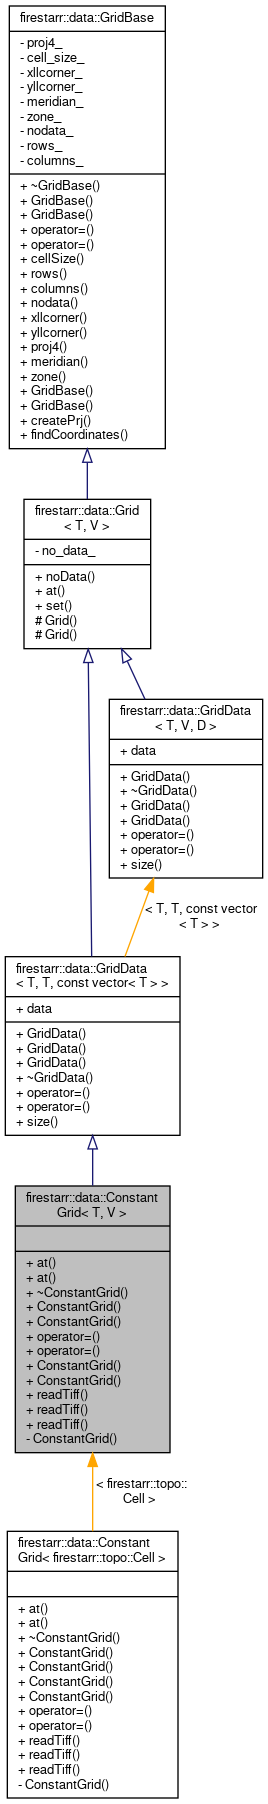 firestarr::data::GridBase
- proj4_
- cell_size_
- xllcorner_
- yllcorner_
- meridian_
- zone_
- nodata_
- rows_
- columns_
+ ~GridBase()
+ GridBase()
+ GridBase()
+ operator=()
+ operator=()
+ cellSize()
+ rows()
+ columns()
+ nodata()
+ xllcorner()
+ yllcorner()
+ proj4()
+ meridian()
+ zone()
+ GridBase()
+ GridBase()
+ createPrj()
+ findCoordinates()
firestarr::data::Grid
< T, V >
- no_data_
+ noData()
+ at()
+ set()
# Grid()
# Grid()
firestarr::data::GridData
< T, V, D >
+ data
+ GridData()
+ ~GridData()
+ GridData()
+ GridData()
+ operator=()
+ operator=()
+ size()
< T, T, const vector
< T > >
firestarr::data::GridData
< T, T, const vector< T > >
+ data
+ GridData()
+ GridData()
+ GridData()
+ ~GridData()
+ operator=()
+ operator=()
+ size()
firestarr::data::Constant
Grid< T, V >
+ at()
+ at()
+ ~ConstantGrid()
+ ConstantGrid()
+ ConstantGrid()
+ operator=()
+ operator=()
+ ConstantGrid()
+ ConstantGrid()
+ readTiff()
+ readTiff()
+ readTiff()
- ConstantGrid()
< firestarr::topo::
Cell >
firestarr::data::Constant
Grid< firestarr::topo::Cell >
+ at()
+ at()
+ ~ConstantGrid()
+ ConstantGrid()
+ ConstantGrid()
+ ConstantGrid()
+ ConstantGrid()
+ operator=()
+ operator=()
+ readTiff()
+ readTiff()
+ readTiff()
- ConstantGrid()